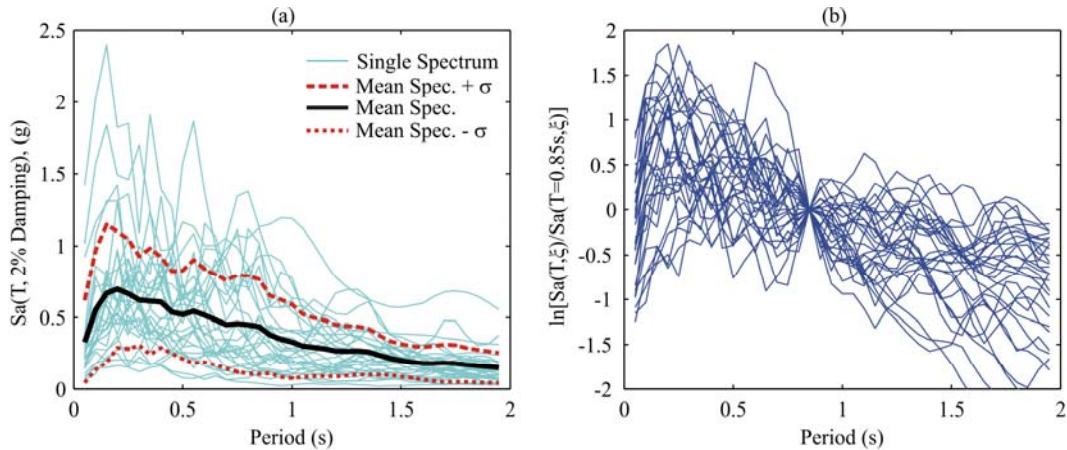 (a)
2.5
2
1.5
1
0.5
0
Sa(T, 2% Damping), (g)
Single Spectrum
Mean Spec. + σ
Mean Spec.
Mean Spec. - σ
0 0.5 1 1.5 2
Period (s)
(b)
2
1.5
1
0.5
0
-0.5
-1
-1.5
-2
ln[Sa(T,ξ)/Sa(T=0.85s,ξ)]
0 0.5 1 1.5 2
Period (s)